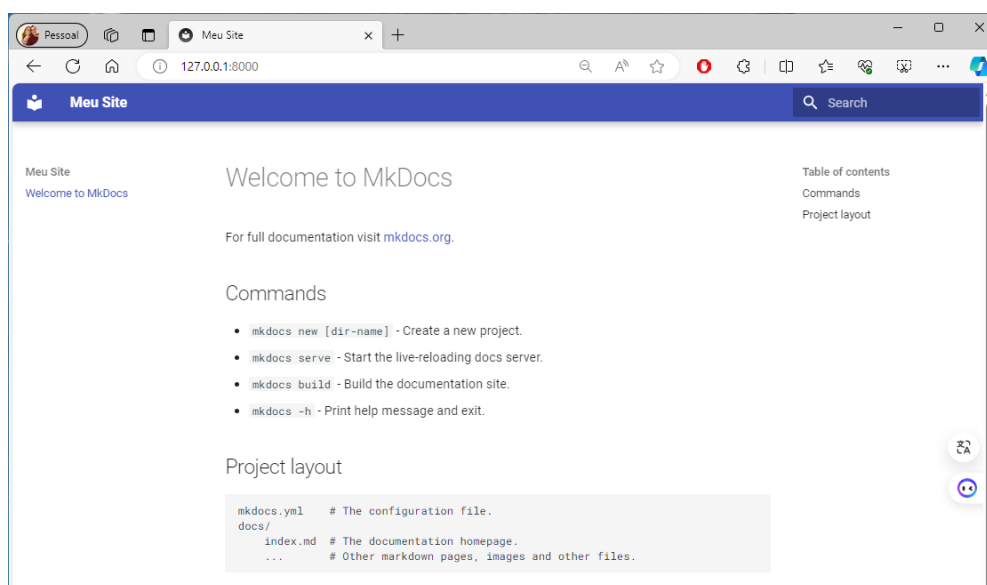 Pessoal
Meu Site
127.0.0.1:8000
Meu Site
Search
Meu Site
Welcome to MkDocs
Welcome to MkDocs
For full documentation visit mkdocs.org.
Commands
mkdocs new [dir-name] - Create a new project.
mkdocs serve - Start the live-reloading docs server.
mkdocs build - Build the documentation site.
mkdocs -h - Print help message and exit.
Project layout
mkdocs.yml    # The configuration file.
docs/
    index.md  # The documentation homepage.
    ...       # Other markdown pages, images and other files.
Table of contents
Commands
Project layout